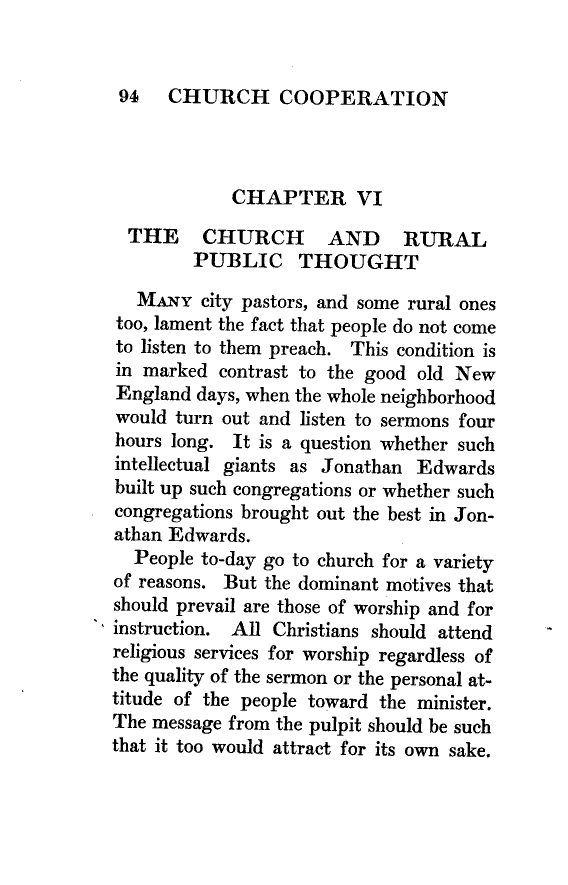 94 CHURCH COOPERATION
CHAPTER VI
THE CHURCH AND RURAL
PUBLIC THOUGHT
MANY city pastors, and some rural ones
too, lament the fact that people do not come
to listen to them preach. This condition is
in marked contrast to the good old New
England days, when the whole neighborhood
would turn out and listen to sermons four
hours long. It is a question whether such
intellectual giants as Jonathan Edwards
built up such congregations or whether such
congregations brought out the best in Jon-
athan Edwards.
People to-day go to church for a variety
of reasons. But the dominant motives that
should prevail are those of worship and for
instruction. All Christians should attend
religious services for worship regardless of
the quality of the sermon or the personal at-
titude of the people toward the minister.
The message from the pulpit should be such
that it too would attract for its own sake.